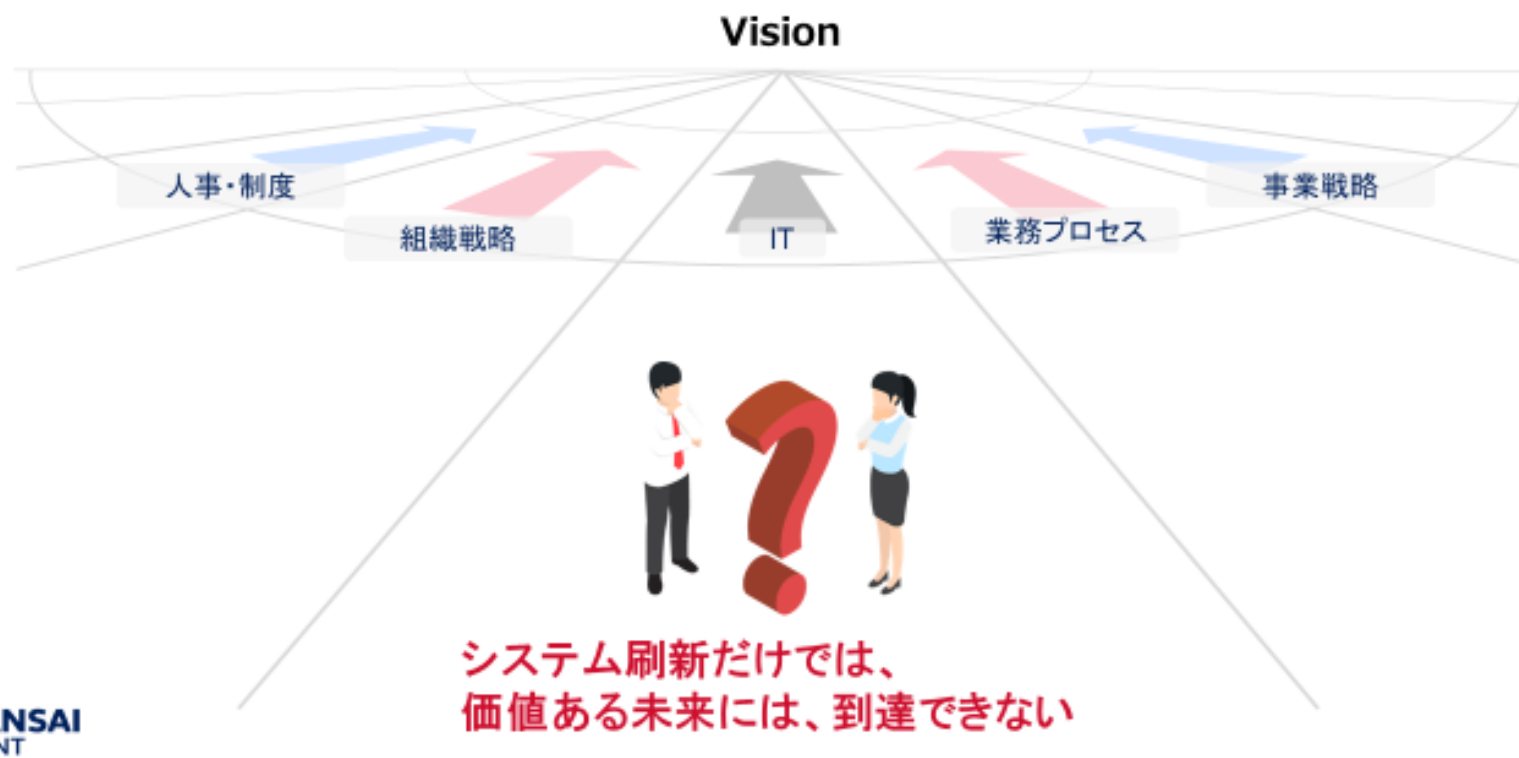 Vision
人事・制度
組織戦略
IT
業務プロセス
事業戦略
システム刷新だけでは、
価値ある未来には、到達できない
ANSAI
NT